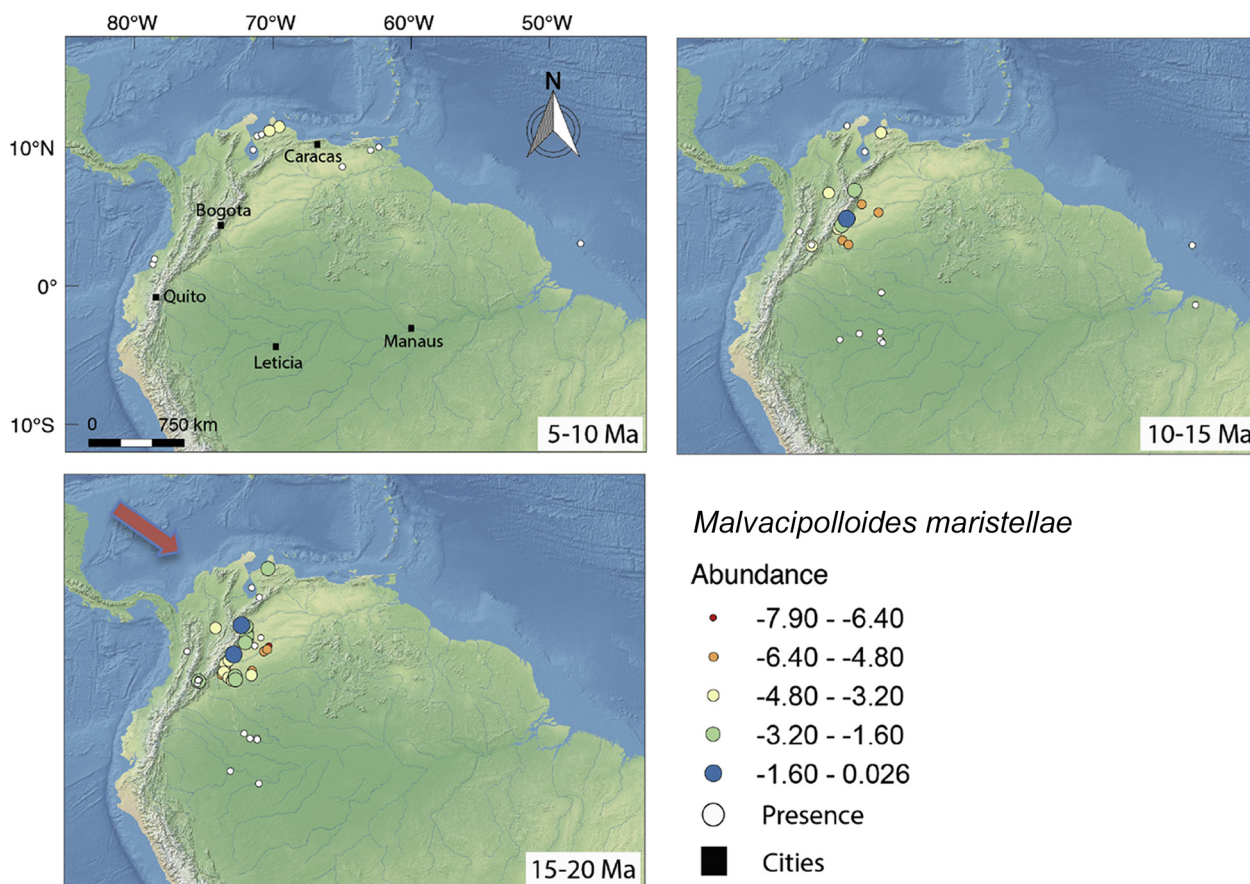 80°W 70°W 60°W 50°W
N
10°N
Caracas
Bogota
0°
Quito
Manaus
Leticia
0 750 km
10°S
5-10 Ma
10-15 Ma
Malvacipolloides maristellae
Abundance
-7.90 - -6.40
-6.40 - -4.80
-4.80 - -3.20
-3.20 - -1.60
-1.60 - 0.026
Presence
Cities
15-20 Ma